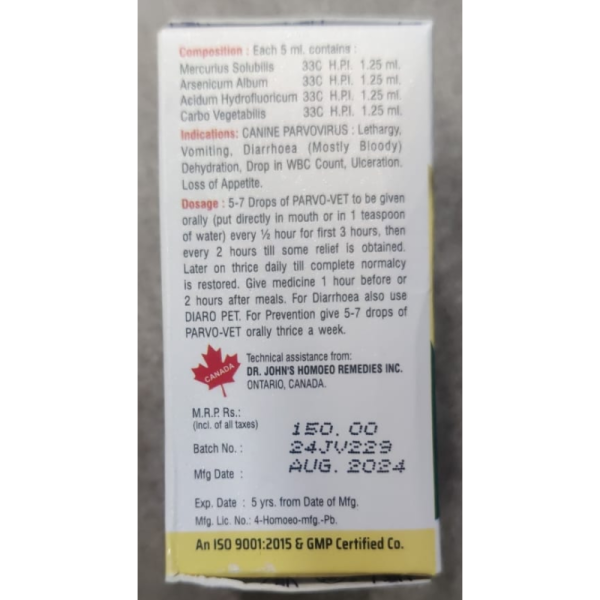 Composition : Each 5 ml. contains :
Mercurius Solubilis 33C H.P.I. 1.25 ml.
Arsenicum Album 33C H.P.I. 1.25 ml.
Acidum Hydrofluoricum 33C H.P.I. 1.25 ml.
Carbo Vegetabilis 33C H.P.I. 1.25 ml.
Indications: CANINE PARVOVIRUS : Lethargy,
Vomiting, Diarrhoea (Mostly Bloody)
Dehydration, Drop in WBC Count, Ulceration.
Loss of Appetite.
Dosage : 5-7 Drops of PARVO-VET to be given
orally (put directly in mouth or in 1 teaspoon
of water) every ½ hour for first 3 hours, then
every 2 hours till some relief is obtained.
Later on thrice daily till complete normalcy
is restored. Give medicine 1 hour before or
2 hours after meals. For Diarrhoea also use
DIARO PET. For Prevention give 5-7 drops of
PARVO-VET orally thrice a week.
CANADA
Technical assistance from:
DR. JOHN'S HOMOEO REMEDIES INC.
ONTARIO, CANADA.
M.R.P. Rs.: 150.00
(Incl. of all taxes)
Batch No. : 24JV229
Mfg Date : AUG. 2024
Exp. Date : 5 yrs. from Date of Mfg.
Mfg. Lic. No.: 4-Homoeo-mfg.-Pb.
An ISO 9001:2015 & GMP Certified Co.